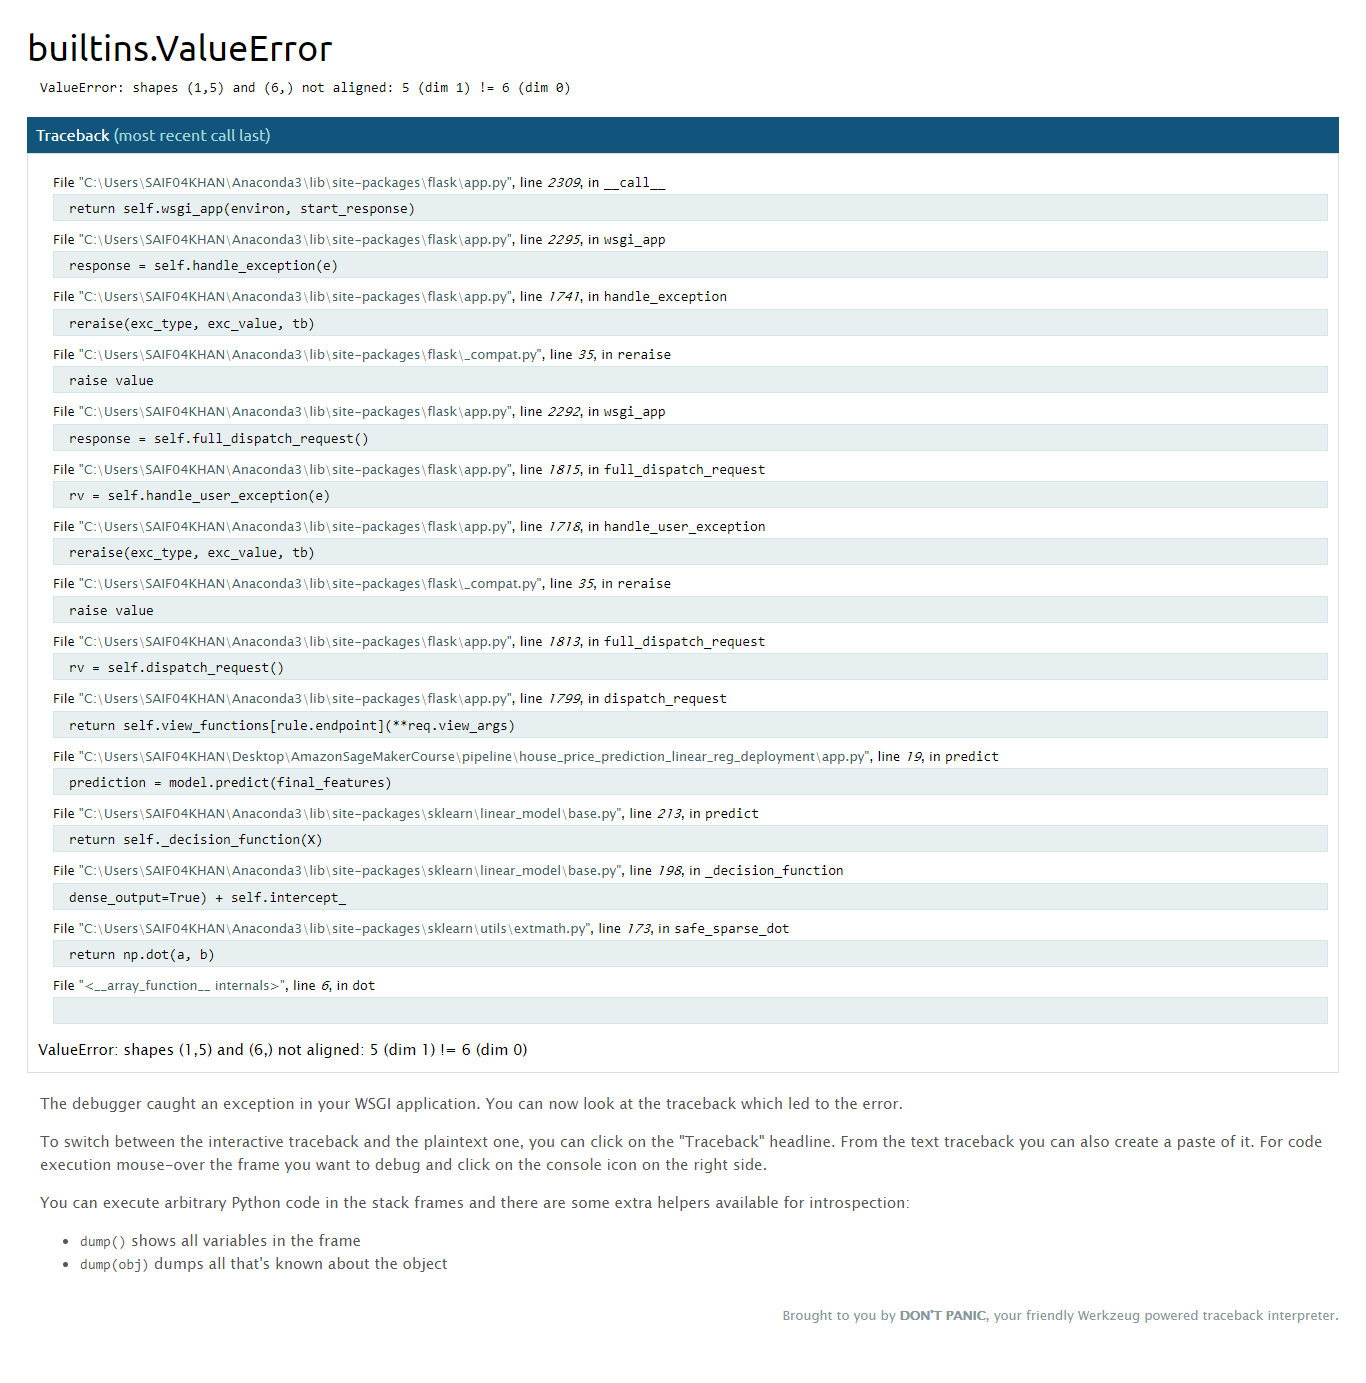 builtins.ValueError
ValueError: shapes (1,5) and (6,) not aligned: 5 (dim 1) != 6 (dim 0)
Traceback (most recent call last)
File "C:\Users\SAIF04KHAN\Anaconda3\lib\site-packages\flask\app.py", line 2309, in __call__
return self.wsgi_app(environ, start_response)
File "C:\Users\SAIF04KHAN\Anaconda3\lib\site-packages\flask\app.py", line 2295, in wsgi_app
response = self.handle_exception(e)
File "C:\Users\SAIF04KHAN\Anaconda3\lib\site-packages\flask\app.py", line 1741, in handle_exception
reraise(exc_type, exc_value, tb)
File "C:\Users\SAIF04KHAN\Anaconda3\lib\site-packages\flask\_compat.py", line 35, in reraise
raise value
File "C:\Users\SAIF04KHAN\Anaconda3\lib\site-packages\flask\app.py", line 2292, in wsgi_app
response = self.full_dispatch_request()
File "C:\Users\SAIF04KHAN\Anaconda3\lib\site-packages\flask\app.py", line 1815, in full_dispatch_request
rv = self.handle_user_exception(e)
File "C:\Users\SAIF04KHAN\Anaconda3\lib\site-packages\flask\app.py", line 1718, in handle_user_exception
reraise(exc_type, exc_value, tb)
File "C:\Users\SAIF04KHAN\Anaconda3\lib\site-packages\flask\_compat.py", line 35, in reraise
raise value
File "C:\Users\SAIF04KHAN\Anaconda3\lib\site-packages\flask\app.py", line 1813, in full_dispatch_request
rv = self.dispatch_request()
File "C:\Users\SAIF04KHAN\Anaconda3\lib\site-packages\flask\app.py", line 1799, in dispatch_request
return self.view_functions[rule.endpoint](**req.view_args)
File "C:\Users\SAIF04KHAN\Desktop\AmazonSageMakerCourse\pipeline\house_price_prediction_linear_reg_deployment\app.py", line 19, in predict
prediction = model.predict(final_features)
File "C:\Users\SAIF04KHAN\Anaconda3\lib\site-packages\sklearn\linear_model\base.py", line 213, in predict
return self._decision_function(X)
File "C:\Users\SAIF04KHAN\Anaconda3\lib\site-packages\sklearn\linear_model\base.py", line 198, in _decision_function
dense_output=True) + self.intercept_
File "C:\Users\SAIF04KHAN\Anaconda3\lib\site-packages\sklearn\utils\extmath.py", line 173, in safe_sparse_dot
return np.dot(a, b)
File "<__array_function__ internals>", line 6, in dot
ValueError: shapes (1,5) and (6,) not aligned: 5 (dim 1) != 6 (dim 0)
The debugger caught an exception in your WSGI application. You can now look at the traceback which led to the error.
To switch between the interactive traceback and the plaintext one, you can click on the "Traceback" headline. From the text traceback you can also create a paste of it. For code
execution mouse-over the frame you want to debug and click on the console icon on the right side.
You can execute arbitrary Python code in the stack frames and there are some extra helpers available for introspection:
• dump() shows all variables in the frame
• dump(obj) dumps all that's known about the object
Brought to you by DON'T PANIC, your friendly Werkzeug powered traceback interpreter.